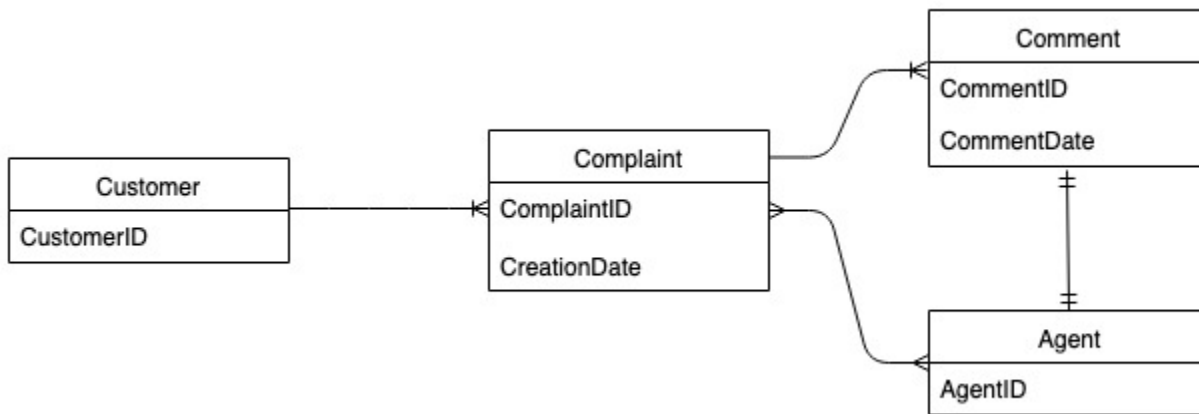 Customer
CustomerID
Complaint
ComplaintID
CreationDate
Comment
CommentID
CommentDate
Agent
AgentID